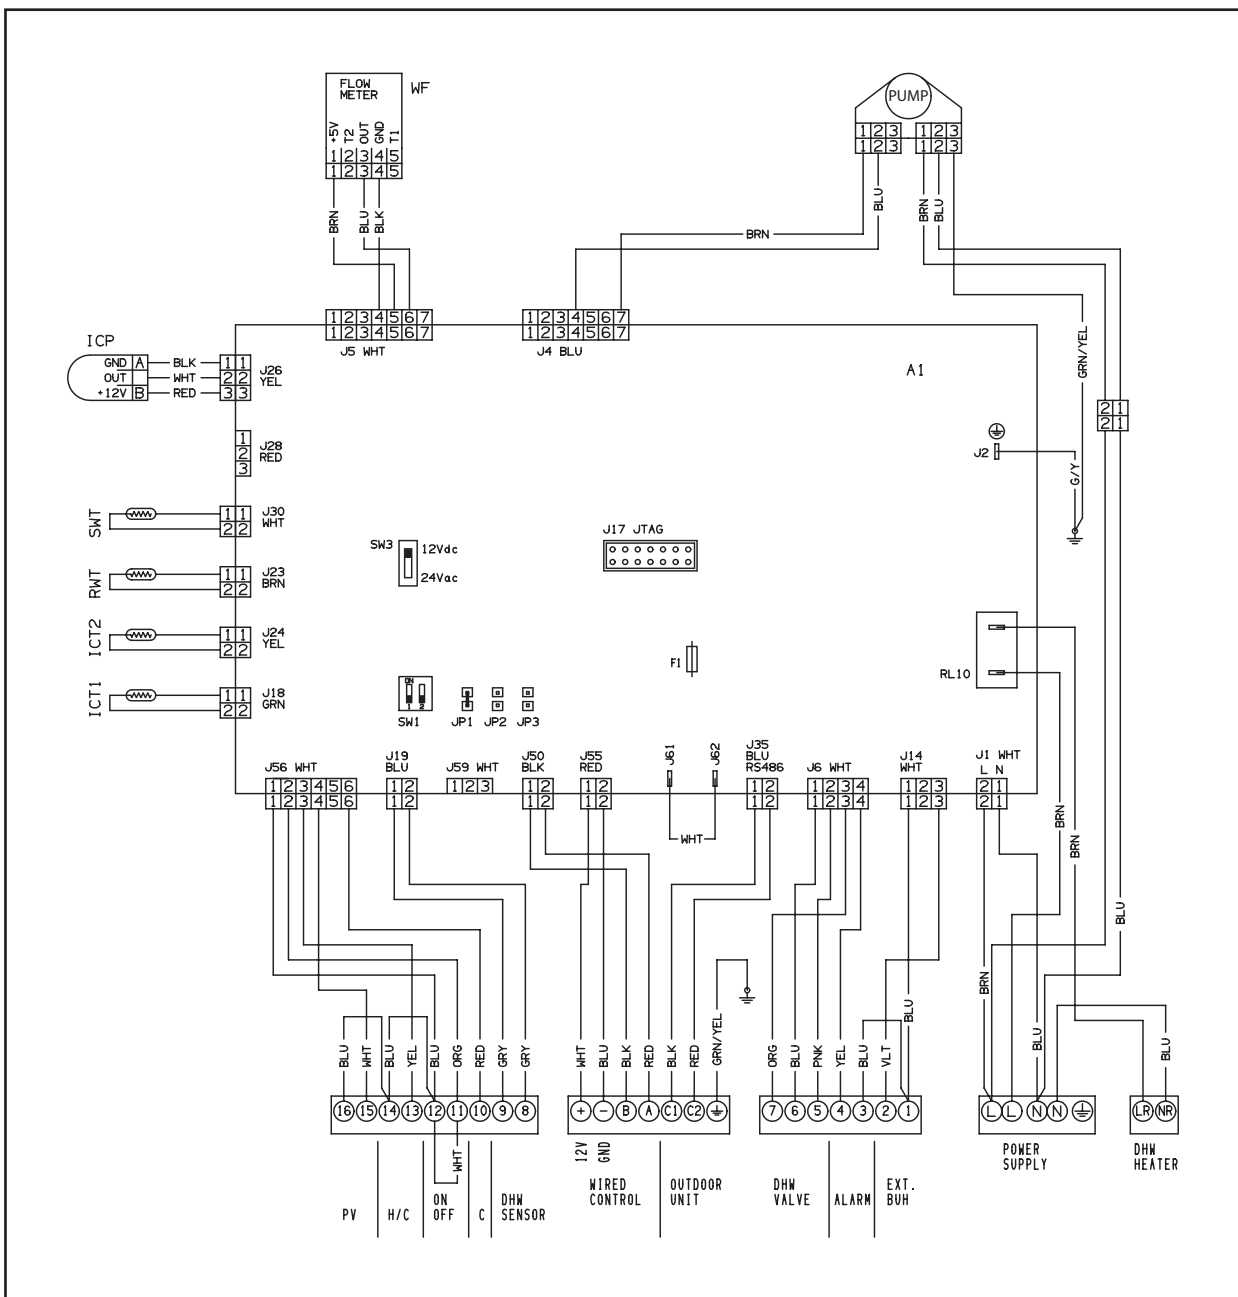 FLOW
METER
WF
+5V
T2
OUT
GND
T1
1 2 3 4 5
1 2 3 4 5
BRN
BLU
BLK
PUMP
1 2 3 1 2 3
1 2 3 1 2 3
BLU
BRN
BLU
BRN
1 2 3 4 5 6 7
1 2 3 4 5 6 7
J5 WHT
1 2 3 4 5 6 7
1 2 3 4 5 6 7
J4 BLU
A1
GRN/YEL
2 1
2 1
J2
G/Y
ICP
GND A BLK 1 1
OUT WHT 2 2
+12V B RED 3 3
J26
YEL
1
2
3
J28
RED
SWT
1 1
2 2
J30
WHT
RWT
1 1
2 2
J23
BRN
ICT2
1 1
2 2
J24
YEL
ICT1
1 1
2 2
J18
GRN
SW3
12Vdc
24Vac
J17 JTAG
F1
RL10
ON
1 2
SW1
JP1
JP2
JP3
J56 WHT
1 2 3 4 5 6
1 2 3 4 5 6
J19
BLU
1 2
1 2
J59 WHT
1 2 3
J50
BLK
1 2
1 2
J55
RED
1 2
1 2
J61
J62
WHT
J35
BLU
RS486
1 2
1 2
J6 WHT
1 2 3 4
1 2 3 4
J14
WHT
1 2 3
1 2 3
J1 WHT
L N
2 1
2 1
BRN
BRN
BLU
BLU
WHT
BLU
YEL
BLU
ORG
RED
GRY
GRY
WHT
BLU
BLK
RED
BLK
RED
GRN/YEL
ORG
BLU
PNK
YEL
BLU
VLT
BLU
BRN
BLU
BLU
16 15 14 13 12 11 10 9 8
+ - B A C1 C2
7 6 5 4 3 2 1
L L N N
LR NR
WHT
12V
GND
PV
H/C
ON
OFF
C
DHW
SENSOR
WIRED
CONTROL
OUTDOOR
UNIT
DHW
VALVE
ALARM
EXT.
BUH
POWER
SUPPLY
DHW
HEATER